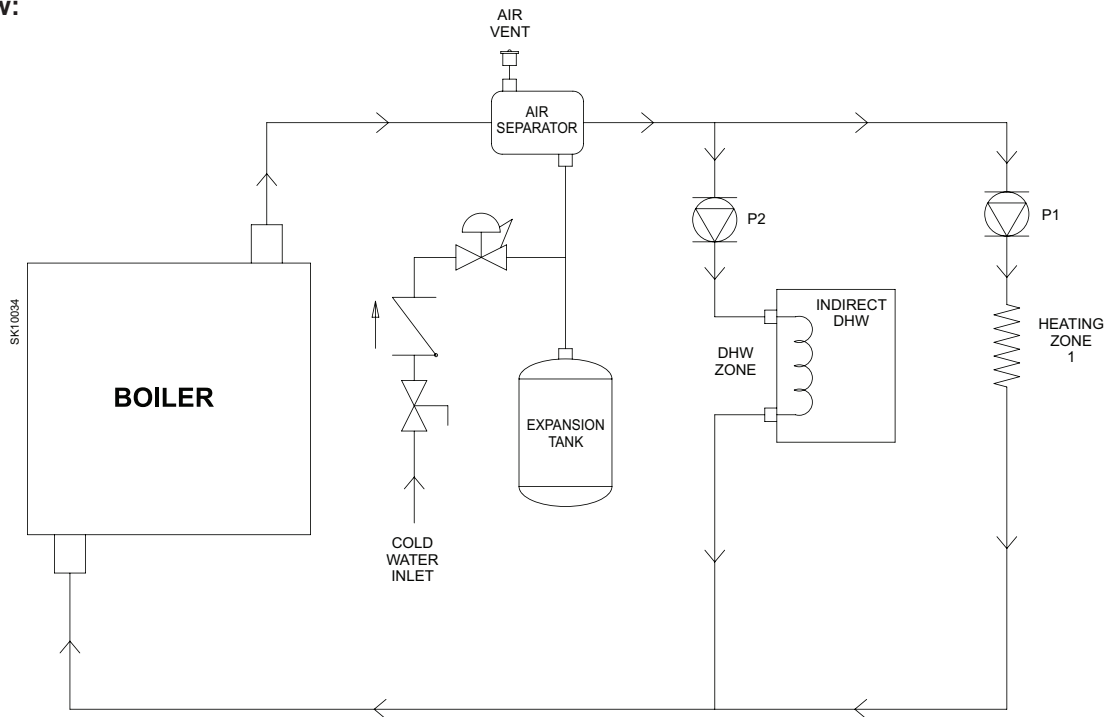 w:
AIR
VENT
AIR
SEPARATOR
P2
P1
SK10034
BOILER
INDIRECT
DHW
DHW
ZONE
HEATING
ZONE
1
EXPANSION
TANK
COLD
WATER
INLET